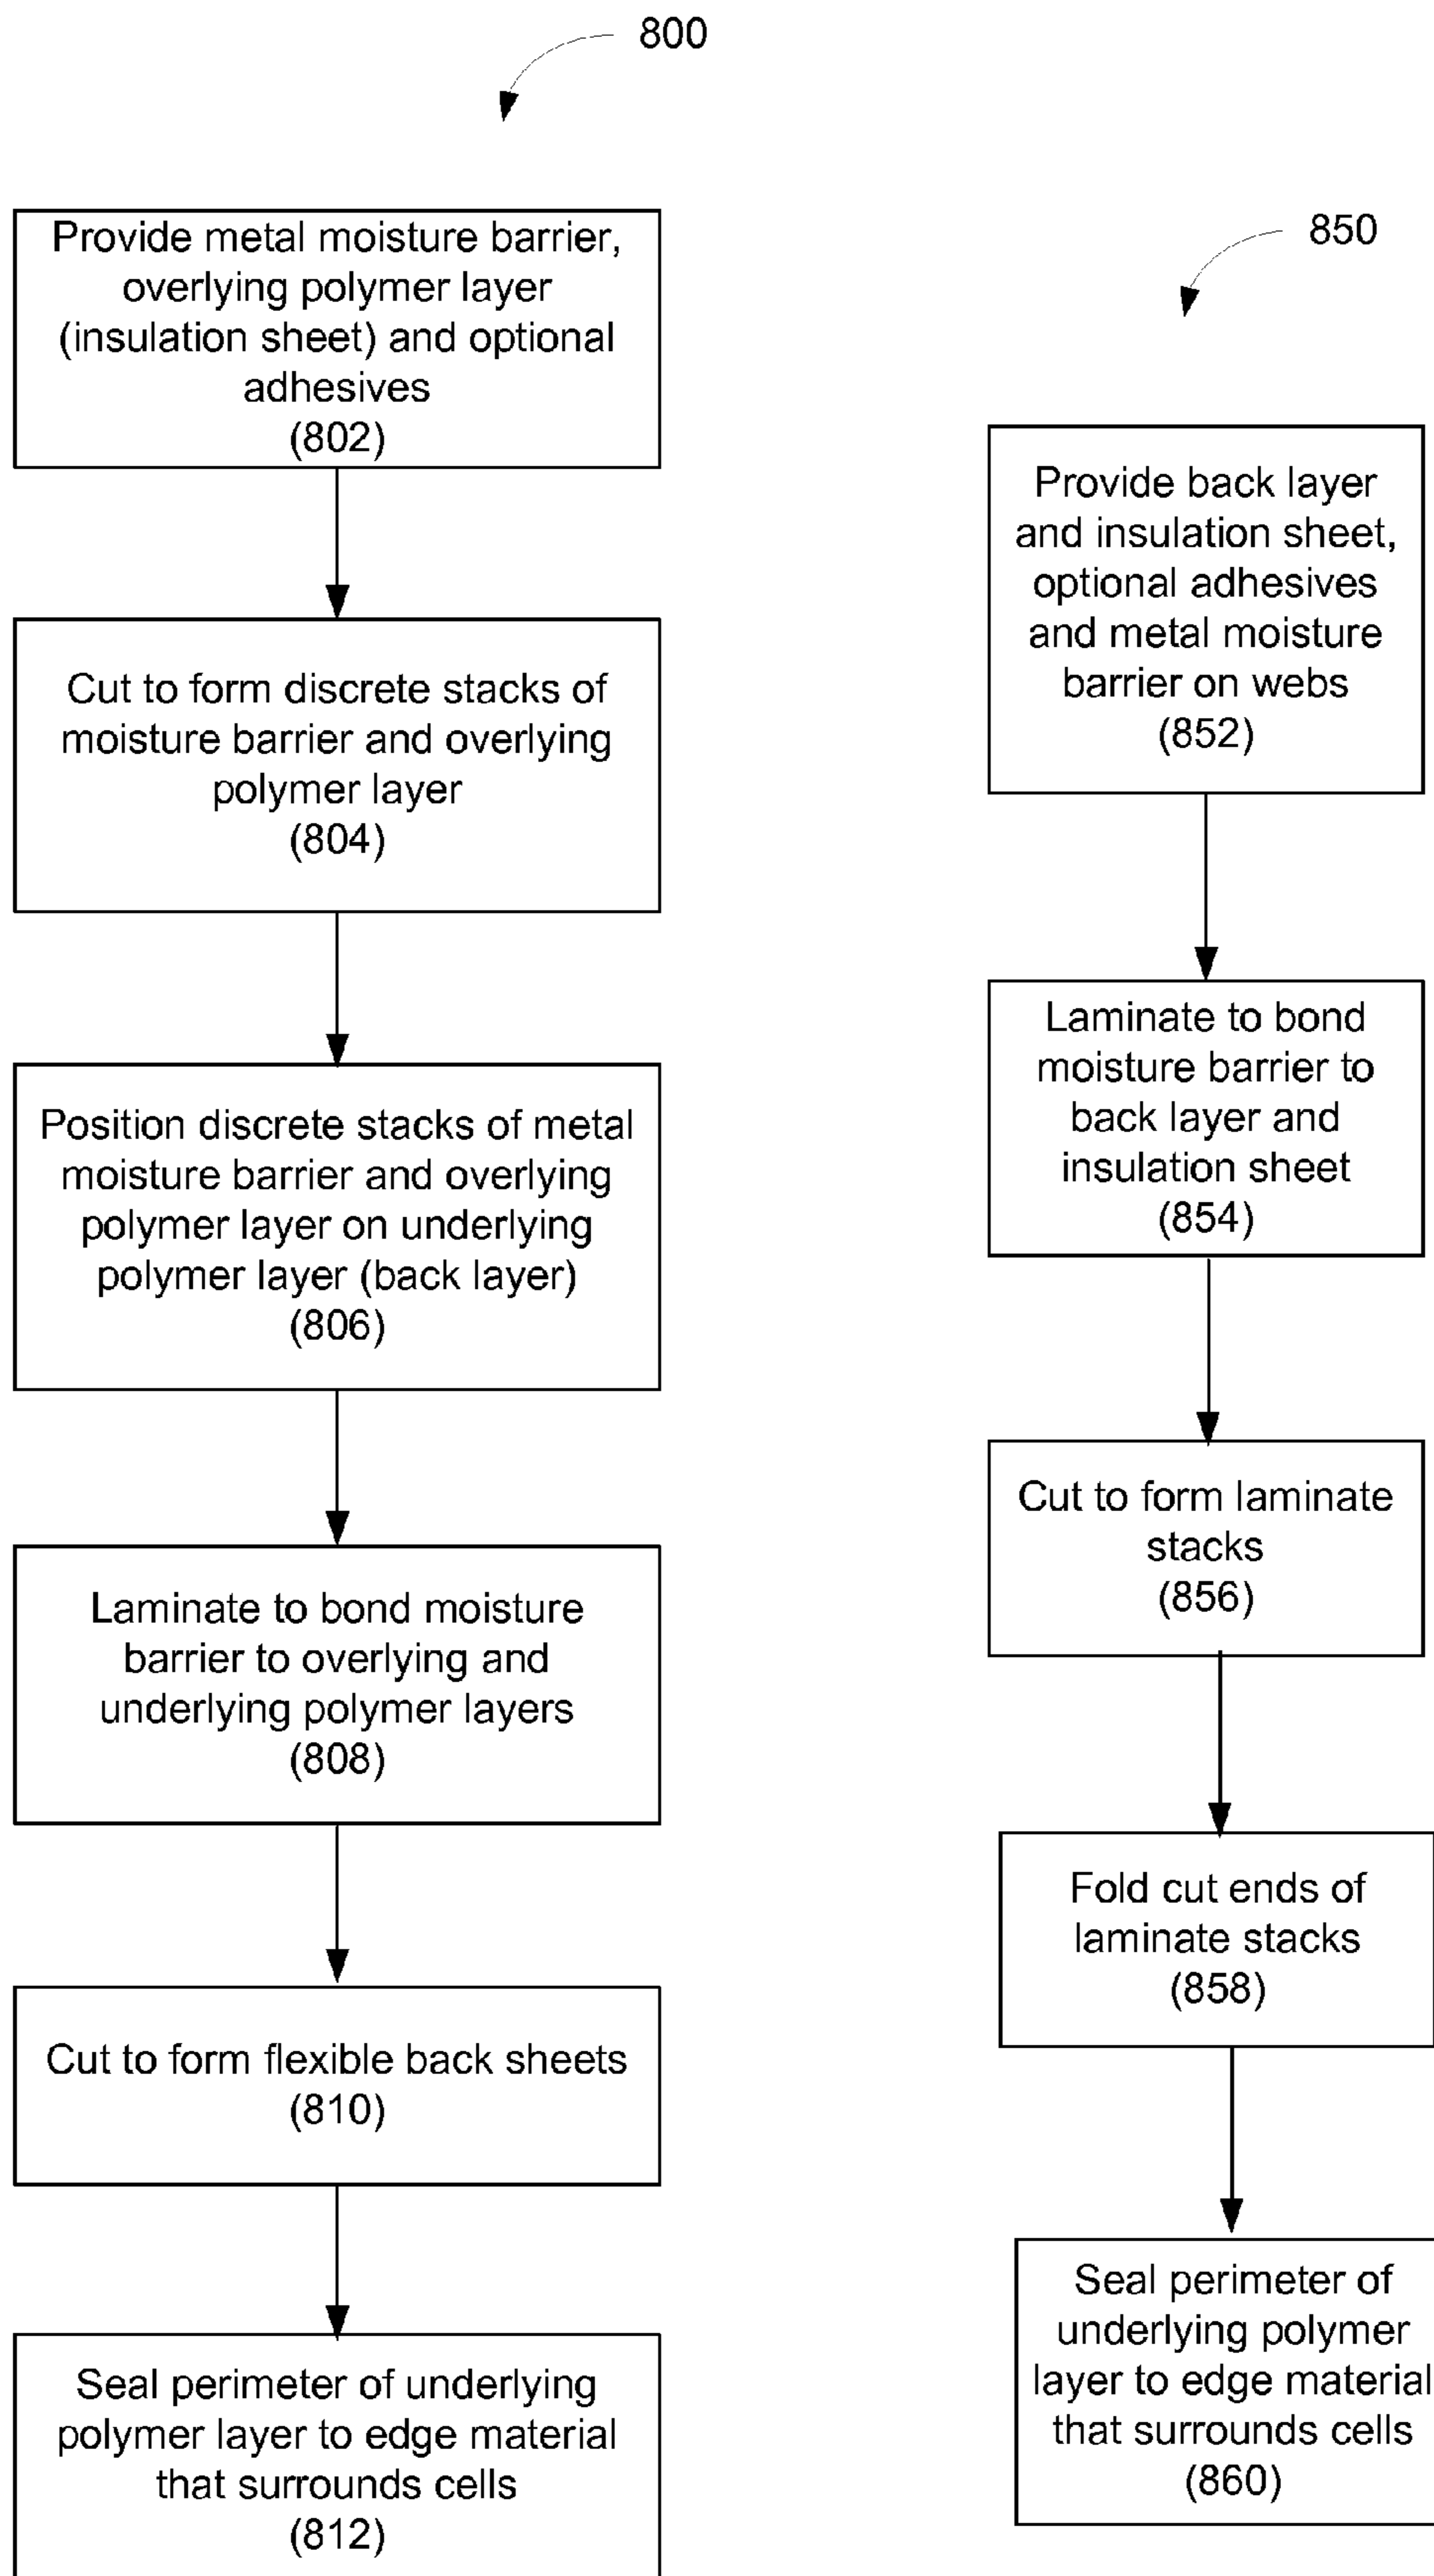 800
Provide metal moisture barrier,
overlying polymer layer
(insulation sheet) and optional
adhesives
(802)
Cut to form discrete stacks of
moisture barrier and overlying
polymer layer
(804)
Position discrete stacks of metal
moisture barrier and overlying
polymer layer on underlying
polymer layer (back layer)
(806)
Laminate to bond moisture
barrier to overlying and
underlying polymer layers
(808)
Cut to form flexible back sheets
(810)
Seal perimeter of underlying
polymer layer to edge material
that surrounds cells
(812)
850
Provide back layer
and insulation sheet,
optional adhesives
and metal moisture
barrier on webs
(852)
Laminate to bond
moisture barrier to
back layer and
insulation sheet
(854)
Cut to form laminate
stacks
(856)
Fold cut ends of
laminate stacks
(858)
Seal perimeter of
underlying polymer
layer to edge material
that surrounds cells
(860)